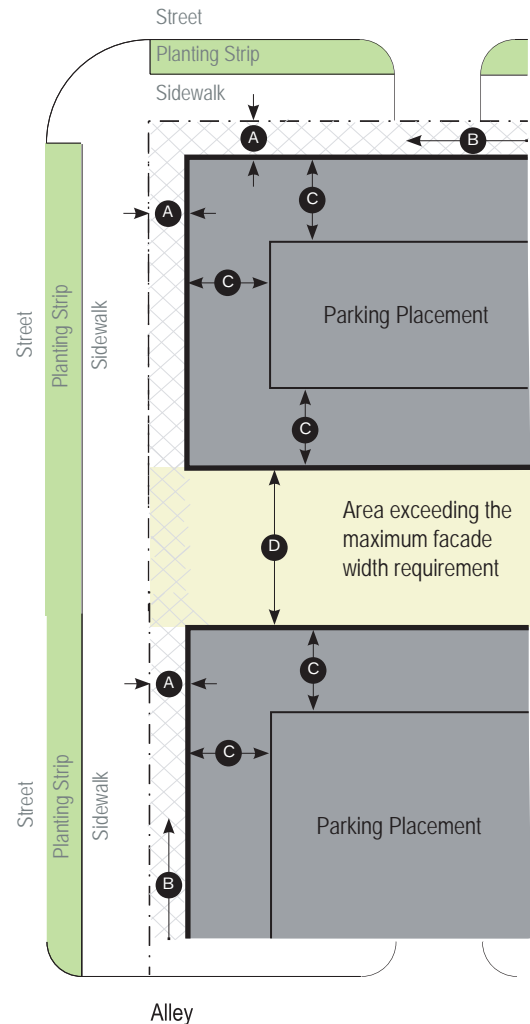 Street
Planting Strip
Sidewalk
A
B
A
C
C
Parking Placement
Street
Planting Strip
Sidewalk
C
Area exceeding the
maximum facade
width requirement
D
C
A
C
Street
Planting Strip
Sidewalk
Parking Placement
B
Alley